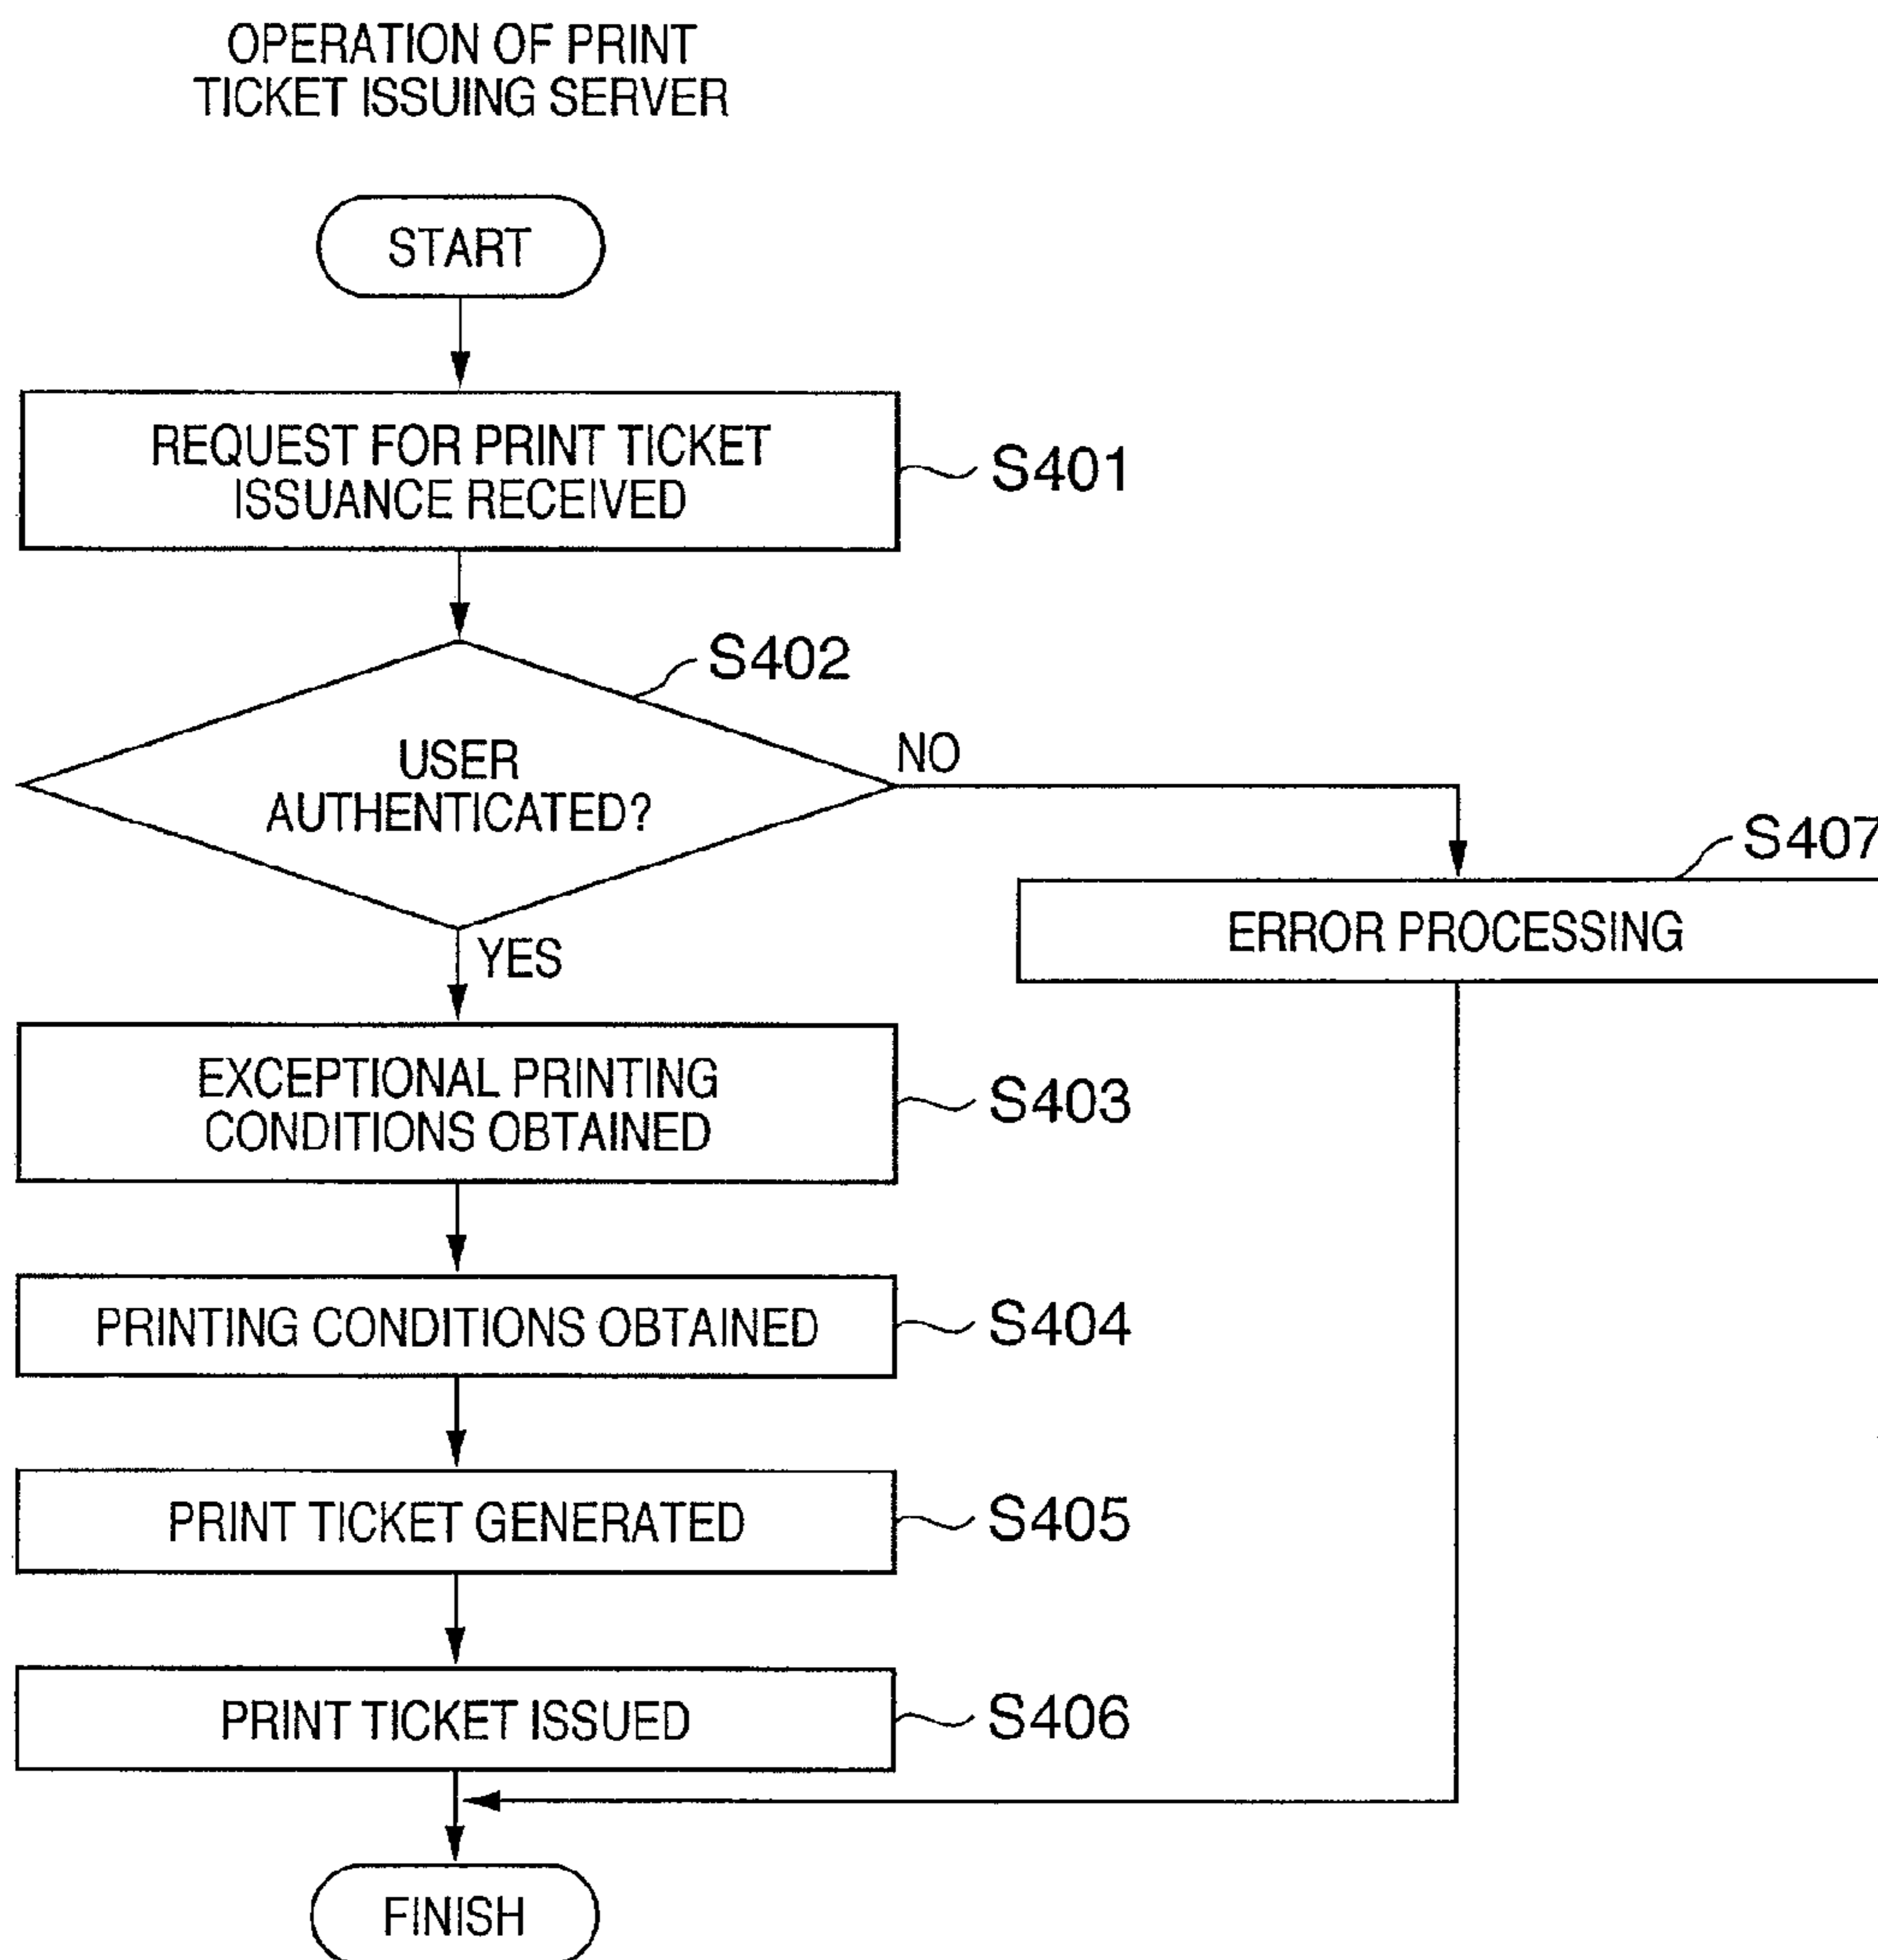 OPERATION OF PRINT
TICKET ISSUING SERVER
START
REQUEST FOR PRINT TICKET
ISSUANCE RECEIVED
S401
S402
USER
AUTHENTICATED?
NO
YES
S407
ERROR PROCESSING
EXCEPTIONAL PRINTING
CONDITIONS OBTAINED
S403
PRINTING CONDITIONS OBTAINED
S404
PRINT TICKET GENERATED
S405
PRINT TICKET ISSUED
S406
FINISH